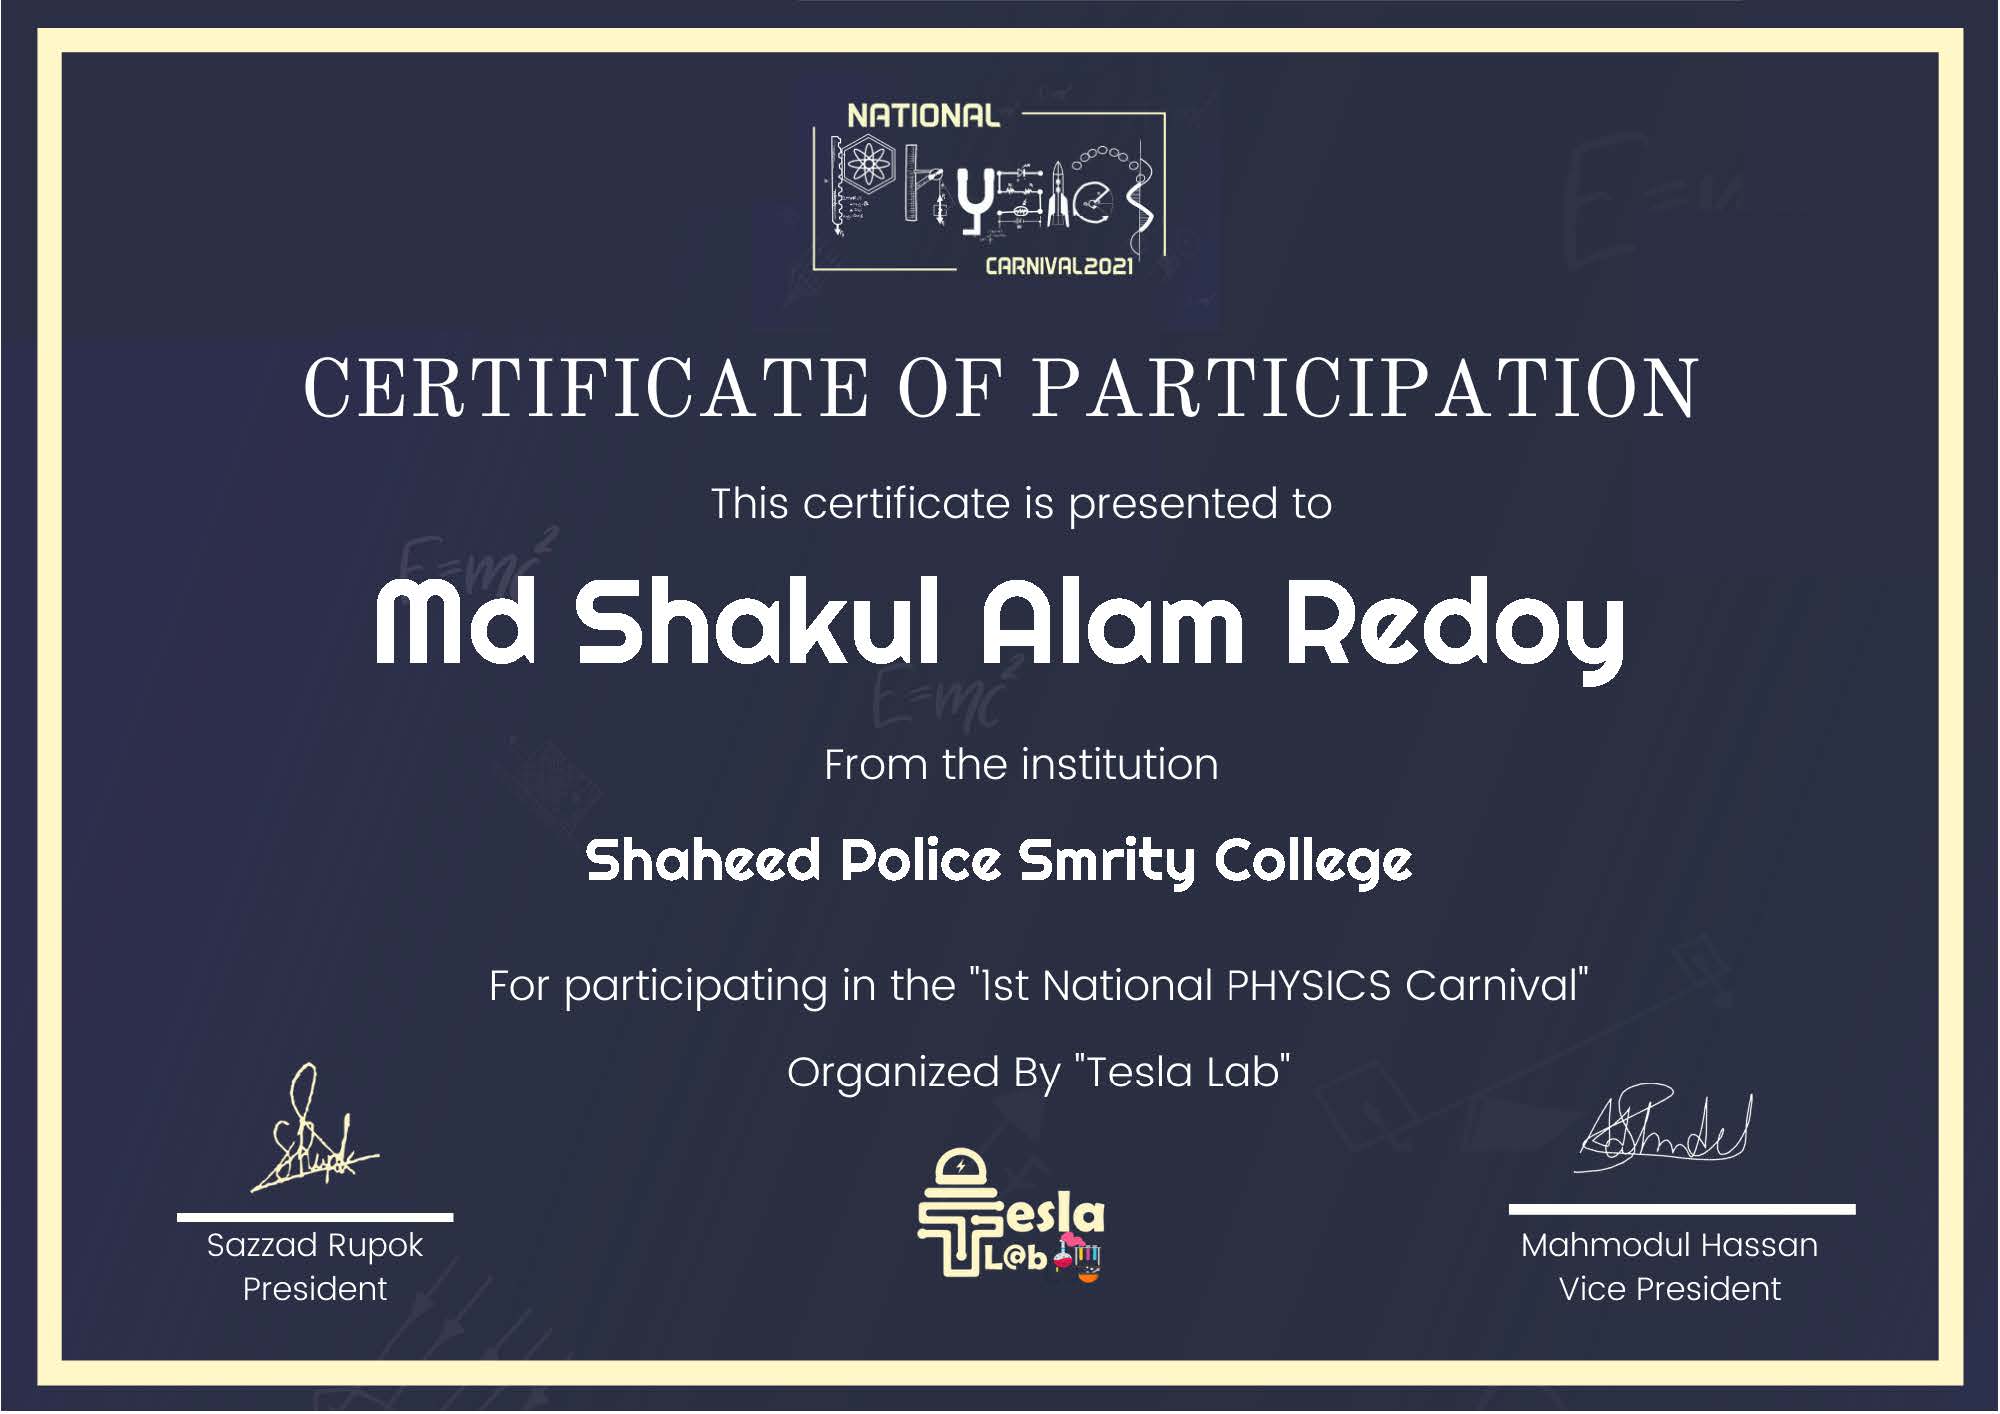 NATIONAL
PhYSICS
CARNIVAL2021
CERTIFICATE OF PARTICIPATION
This certificate is presented to
E=mc²
Md Shakul Alam Redoy
E=mc²
From the institution
Shaheed Police Smrity College
For participating in the "1st National PHYSICS Carnival"
Organized By "Tesla Lab"
Sazzad Rupok
President
Tesla
L@b
Mahmodul Hassan
Vice President